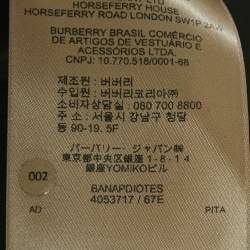 HORSEFERRY HOUSE
HORSEFERRY ROAD LONDON SW1P 2AW
BURBERRY BRASIL COMÉRCIO
DE ARTIGOS DE VESTUÁRIO E
ACESSÓRIOS LTDA.
CNPJ: 10.770.518/0001-66
제조원 : 버버리
수입원 : 버버리코리아㈜
소비자상담실 : 080 700 8800
주소 : 서울시 강남구 청담
동 90-19. 5F
バーバリー・ジャパン㈱
東京都中央区銀座1-8-14
銀座YOMIKOビル
002
BANAPDIOTES
4053717 / 67E
AD PITA